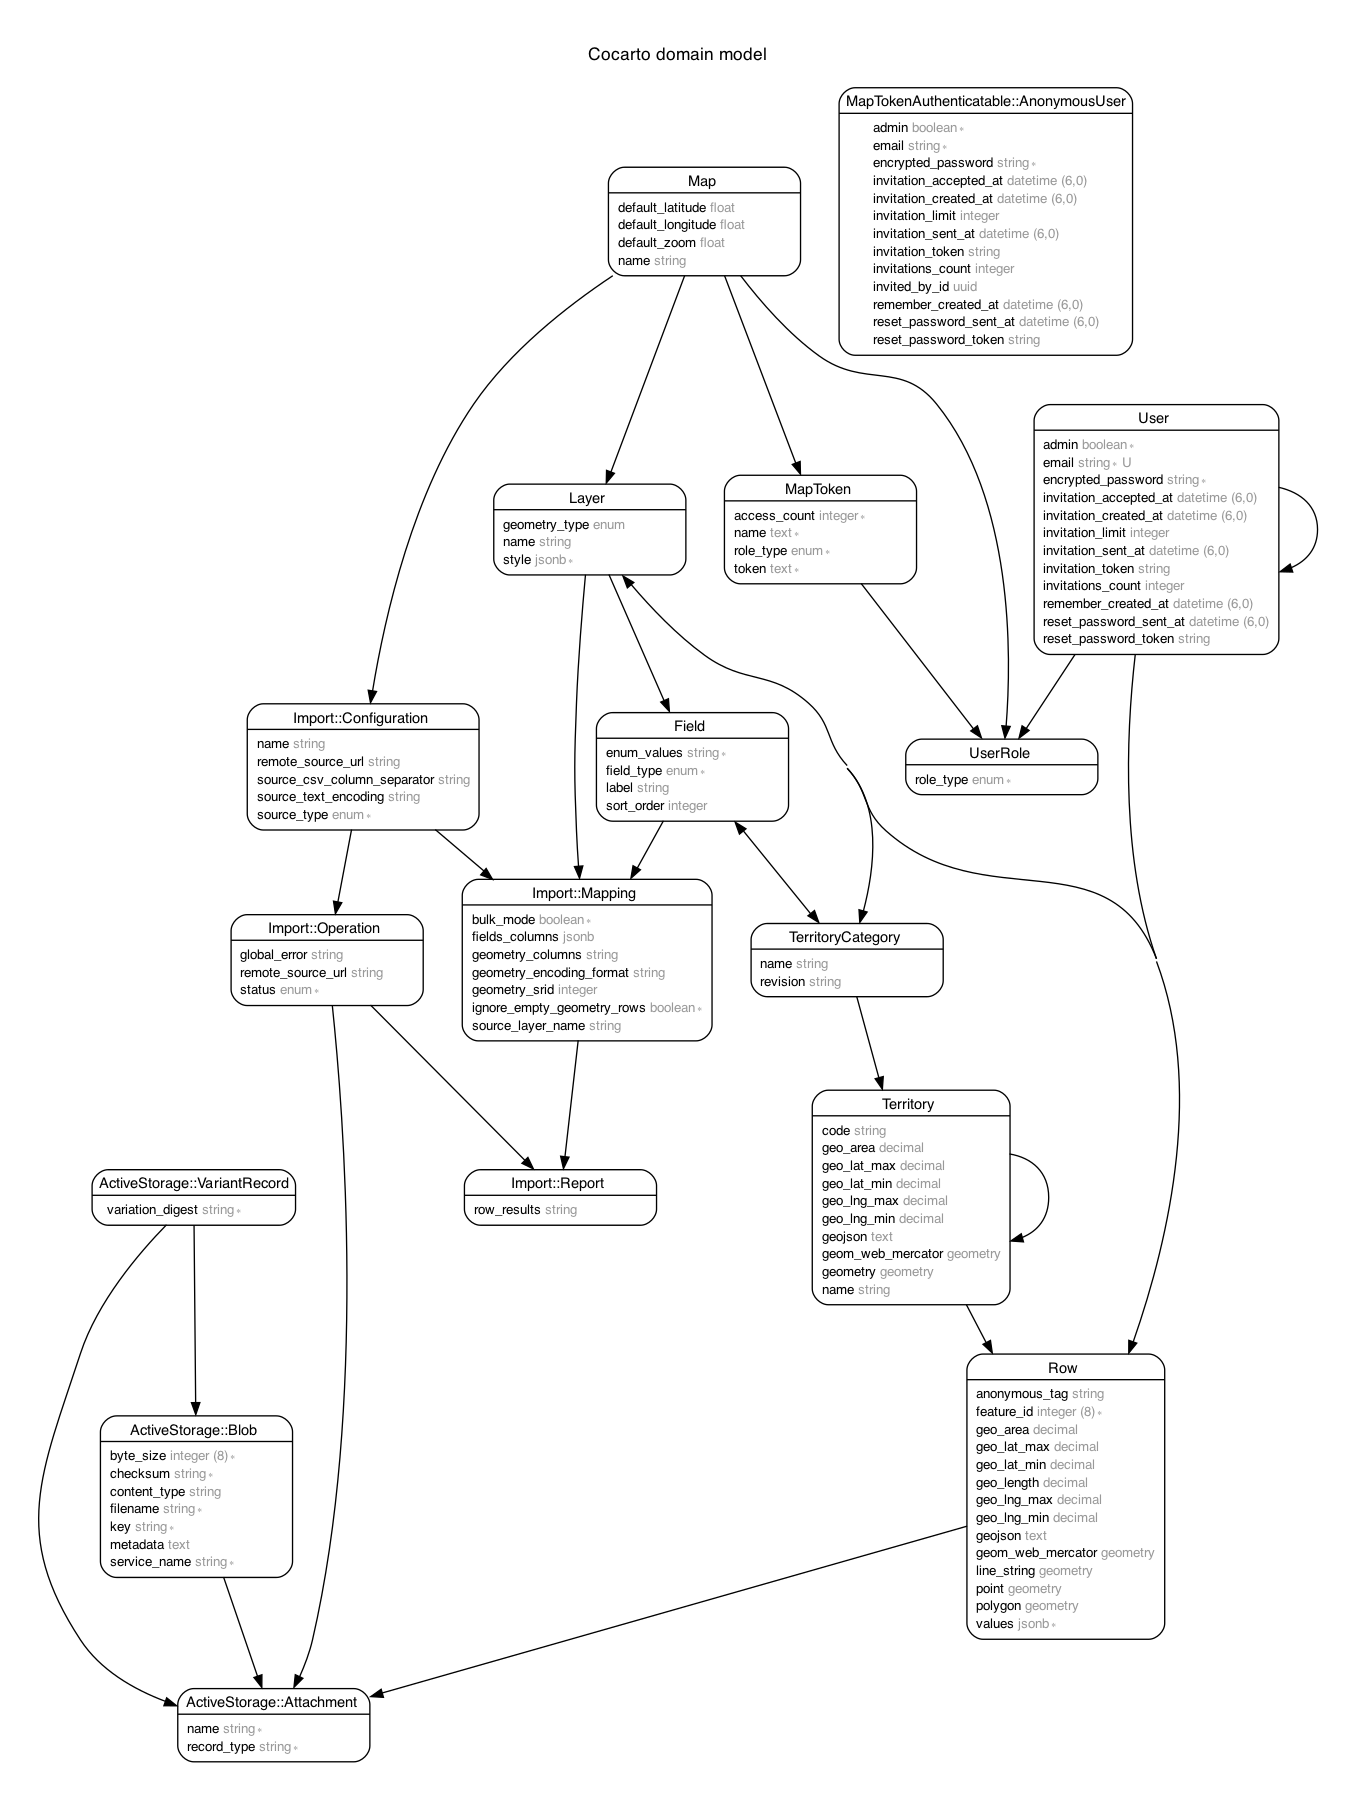 Cocarto domain model
MapTokenAuthenticatable::AnonymousUser
admin boolean∗
email string∗
encrypted_password string∗
invitation_accepted_at datetime (6,0)
invitation_created_at datetime (6,0)
invitation_limit integer
invitation_sent_at datetime (6,0)
invitation_token string
invitations_count integer
invited_by_id uuid
remember_created_at datetime (6,0)
reset_password_sent_at datetime (6,0)
reset_password_token string
Map
default_latitude float
default_longitude float
default_zoom float
name string
User
admin boolean∗
email string∗ U
encrypted_password string∗
invitation_accepted_at datetime (6,0)
invitation_created_at datetime (6,0)
invitation_limit integer
invitation_sent_at datetime (6,0)
invitation_token string
invitations_count integer
remember_created_at datetime (6,0)
reset_password_sent_at datetime (6,0)
reset_password_token string
Layer
geometry_type enum
name string
style jsonb∗
MapToken
access_count integer∗
name text∗
role_type enum∗
token text∗
Import::Configuration
name string
remote_source_url string
source_csv_column_separator string
source_text_encoding string
source_type enum∗
Field
enum_values string∗
field_type enum∗
label string
sort_order integer
UserRole
role_type enum∗
Import::Operation
global_error string
remote_source_url string
status enum∗
Import::Mapping
bulk_mode boolean∗
fields_columns jsonb
geometry_columns string
geometry_encoding_format string
geometry_srid integer
ignore_empty_geometry_rows boolean∗
source_layer_name string
TerritoryCategory
name string
revision string
Territory
code string
geo_area decimal
geo_lat_max decimal
geo_lat_min decimal
geo_lng_max decimal
geo_lng_min decimal
geojson text
geom_web_mercator geometry
geometry geometry
name string
ActiveStorage::VariantRecord
variation_digest string∗
Import::Report
row_results string
Row
anonymous_tag string
feature_id integer (8)∗
geo_area decimal
geo_lat_max decimal
geo_lat_min decimal
geo_length decimal
geo_lng_max decimal
geo_lng_min decimal
geojson text
geom_web_mercator geometry
line_string geometry
point geometry
polygon geometry
values jsonb∗
ActiveStorage::Blob
byte_size integer (8)∗
checksum string∗
content_type string
filename string∗
key string∗
metadata text
service_name string∗
ActiveStorage::Attachment
name string∗
record_type string∗